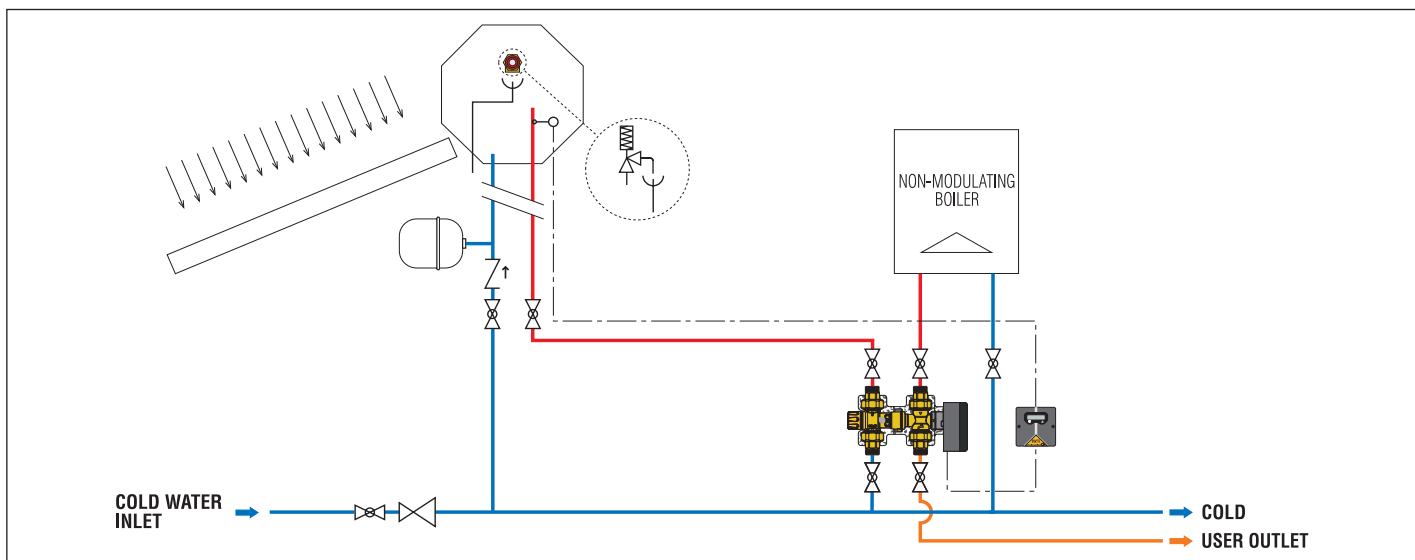 NON-MODULATING
BOILER
COLD WATER
INLET
COLD
USER OUTLET